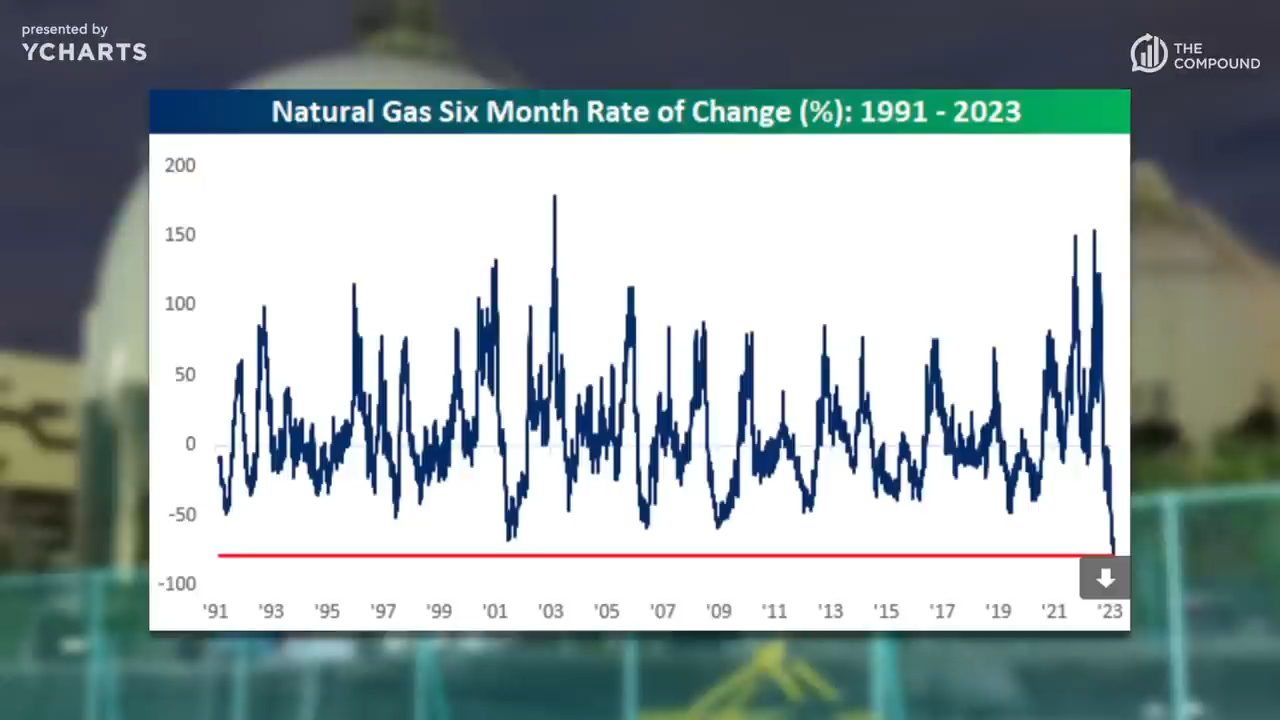 presented by
YCHARTS
THE
COMPOUND
Natural Gas Six Month Rate of Change (%): 1991 - 2023
200
150
100
50
0
-50
-100
'91 '93 '95 '97 '99 '01 '03 '05 '07 '09 '11 '13 '15 '17 '19 '21 '23